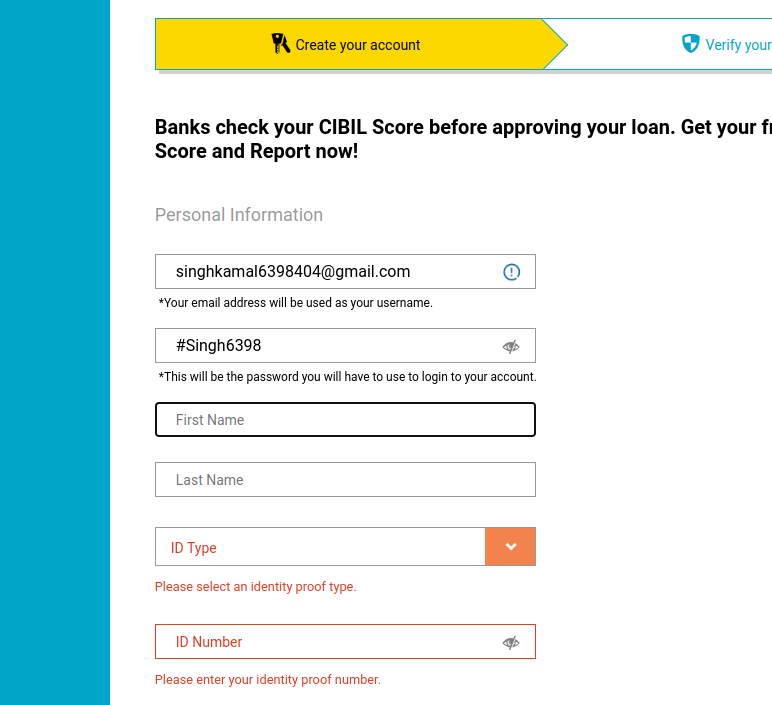 Create your account
Verify your
Banks check your CIBIL Score before approving your loan. Get your fr
Score and Report now!
Personal Information
singhkamal6398404@gmail.com
*Your email address will be used as your username.
#Singh6398
*This will be the password you will have to use to login to your account.
First Name
Last Name
ID Type
Please select an identity proof type.
ID Number
Please enter your identity proof number.